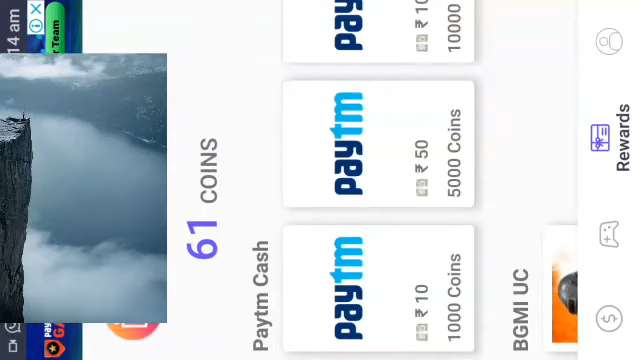 14 am
r Team
61 COINS
Paytm Cash
paytm
₹ 10
1000 Coins
paytm
₹ 50
5000 Coins
paytm
10000
BGMI UC
Rewards